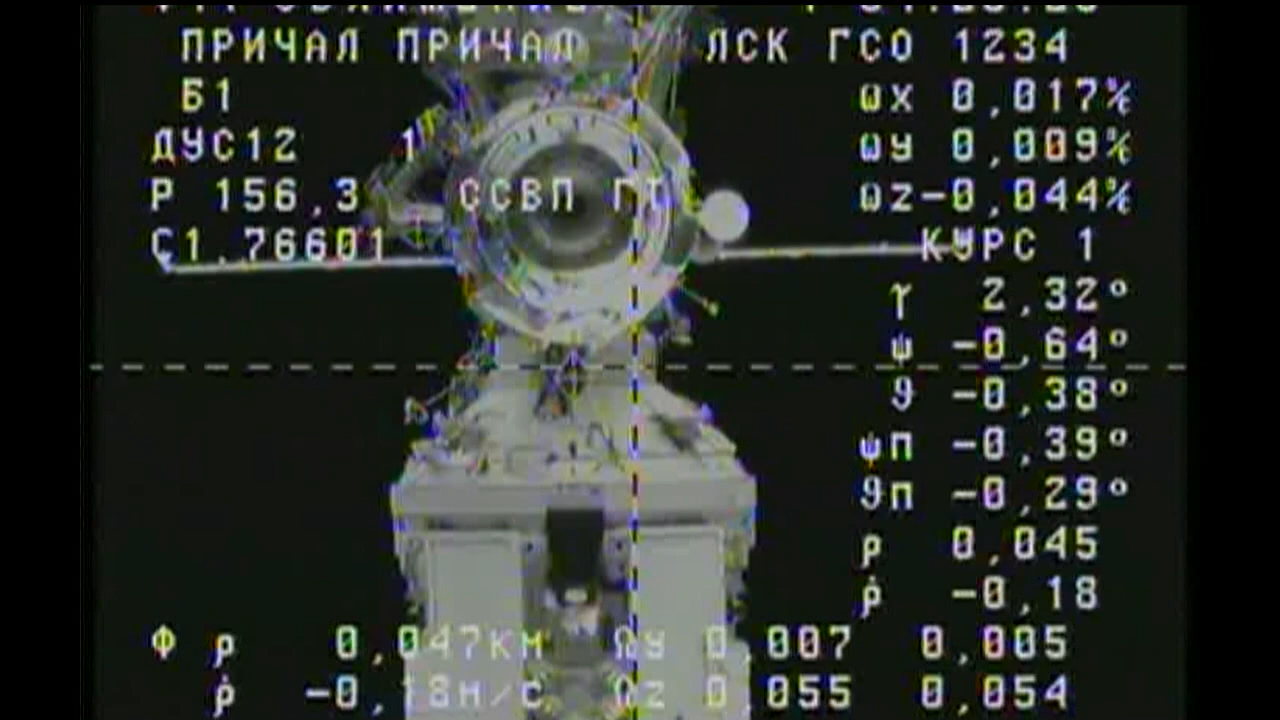 ПРИЧАЛ ПРИЧАЛ ЛСК ГСО 1234
Б1 ωx 0,017°/с
ДУС12 1 ωy 0,009°/с
Р 156,3 ССВП ГТ ωz-0,044°/с
С1.76601 КУРС 1
γ 2,32°
ψ -0,64°
ϑ -0,38°
ψп -0,39°
ϑп -0,29°
ρ 0,045
ρ̇ -0,18
Ф ρ 0,047км Ωy 0,007 0,005
ρ̇ -0,18м/с Ωz 0,055 0,054